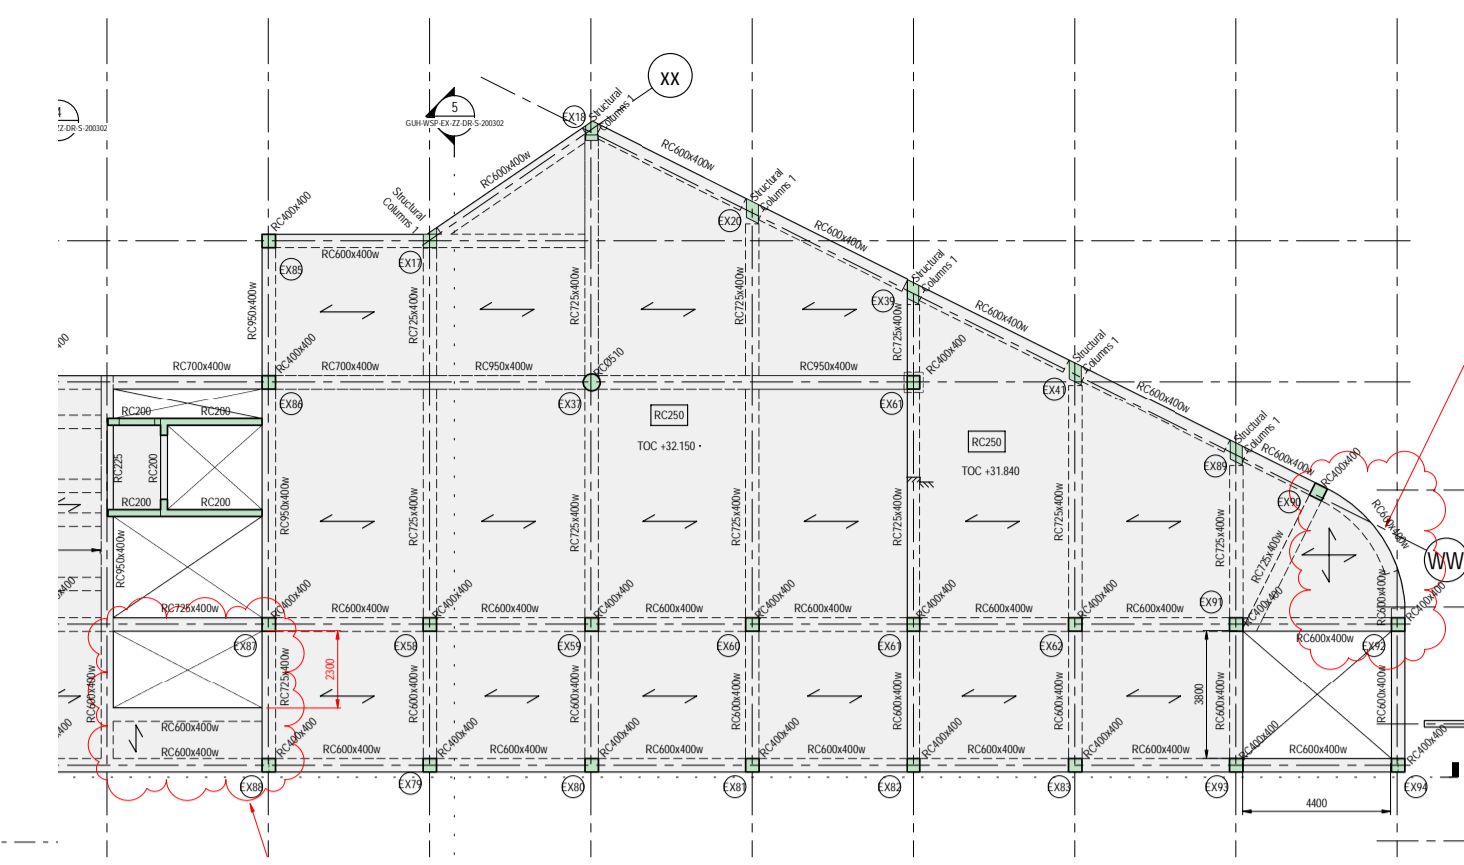 XX
5
GUH-WSP-EX-ZZ-DR-S-200302
4
ZZ-DR-S-200302
EX18
Structural
Columns 1
RC600x400w
RC600x400w
Structural
Columns 1
EX20
Structural
Columns 1
RC400x400
RC600x400w
RC600x400w
EX85
EX17
Structural
Columns 1
EX39
RC950x400w
RC725x400w
RC725x400w
RC725x400w
RC725x400w
RC600x400w
RC700x400w
RC400x400
RC700x400w
RC950x400w
RCØ510
RC950x400w
RC400x400
Structural
Columns 1
EX41
RC600x400w
EX86
EX37
EX61
RC200
RC200
RC250
TOC +32.150
RC250
TOC +31.840
Structural
Columns 1
EX89
RC600x400w
RC400x400
EX90
RC225
RC200
RC200
RC200
RC950x400w
RC950x400w
RC725x400w
RC725x400w
RC725x400w
RC725x400w
RC725x400w
RC725x400w
RC725x400w
RC600x400w
WW
RC600x400w
RC725x400w
RC400x400
RC600x400w
RC400x400
RC600x400w
RC400x400
RC600x400w
RC400x400
RC600x400w
RC400x400
RC600x400w
RC400x400
RC600x400w
EX91
RC400x400
RC600x400w
RC400x400
EX87
EX58
EX59
EX60
EX61
EX62
EX92
RC600x400w
RC725x400w
2300
RC600x400w
RC600x400w
RC600x400w
RC600x400w
RC600x400w
RC600x400w
3800
RC600x400w
RC600x400w
RC600x400w
RC400x400
RC400x400
RC400x400
RC400x400
RC400x400
RC400x400
RC400x400
RC400x400
RC600x400w
RC600x400w
RC600x400w
RC600x400w
RC600x400w
RC600x400w
RC600x400w
RC600x400w
EX88
EX79
EX80
EX81
EX82
EX83
EX93
EX94
4400